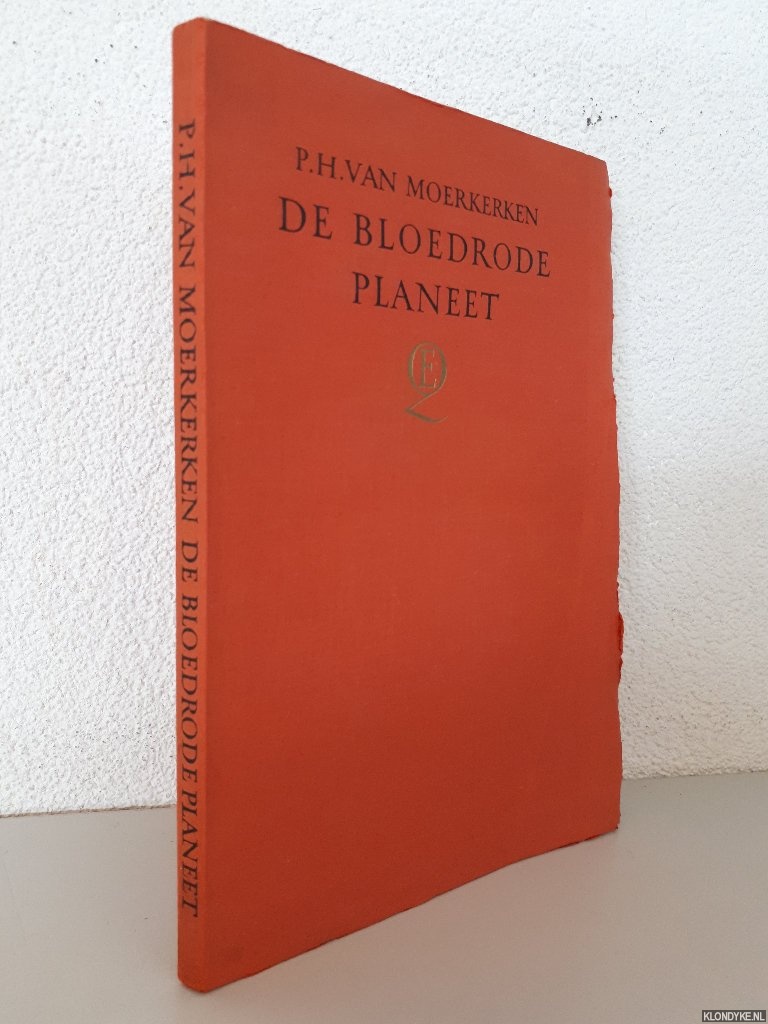 P.H.VAN MOERKERKEN
DE BLOEDRODE
PLANEET
P.H.VAN MOERKERKEN DE BLOEDRODE PLANEET
KLONDYKE.NL